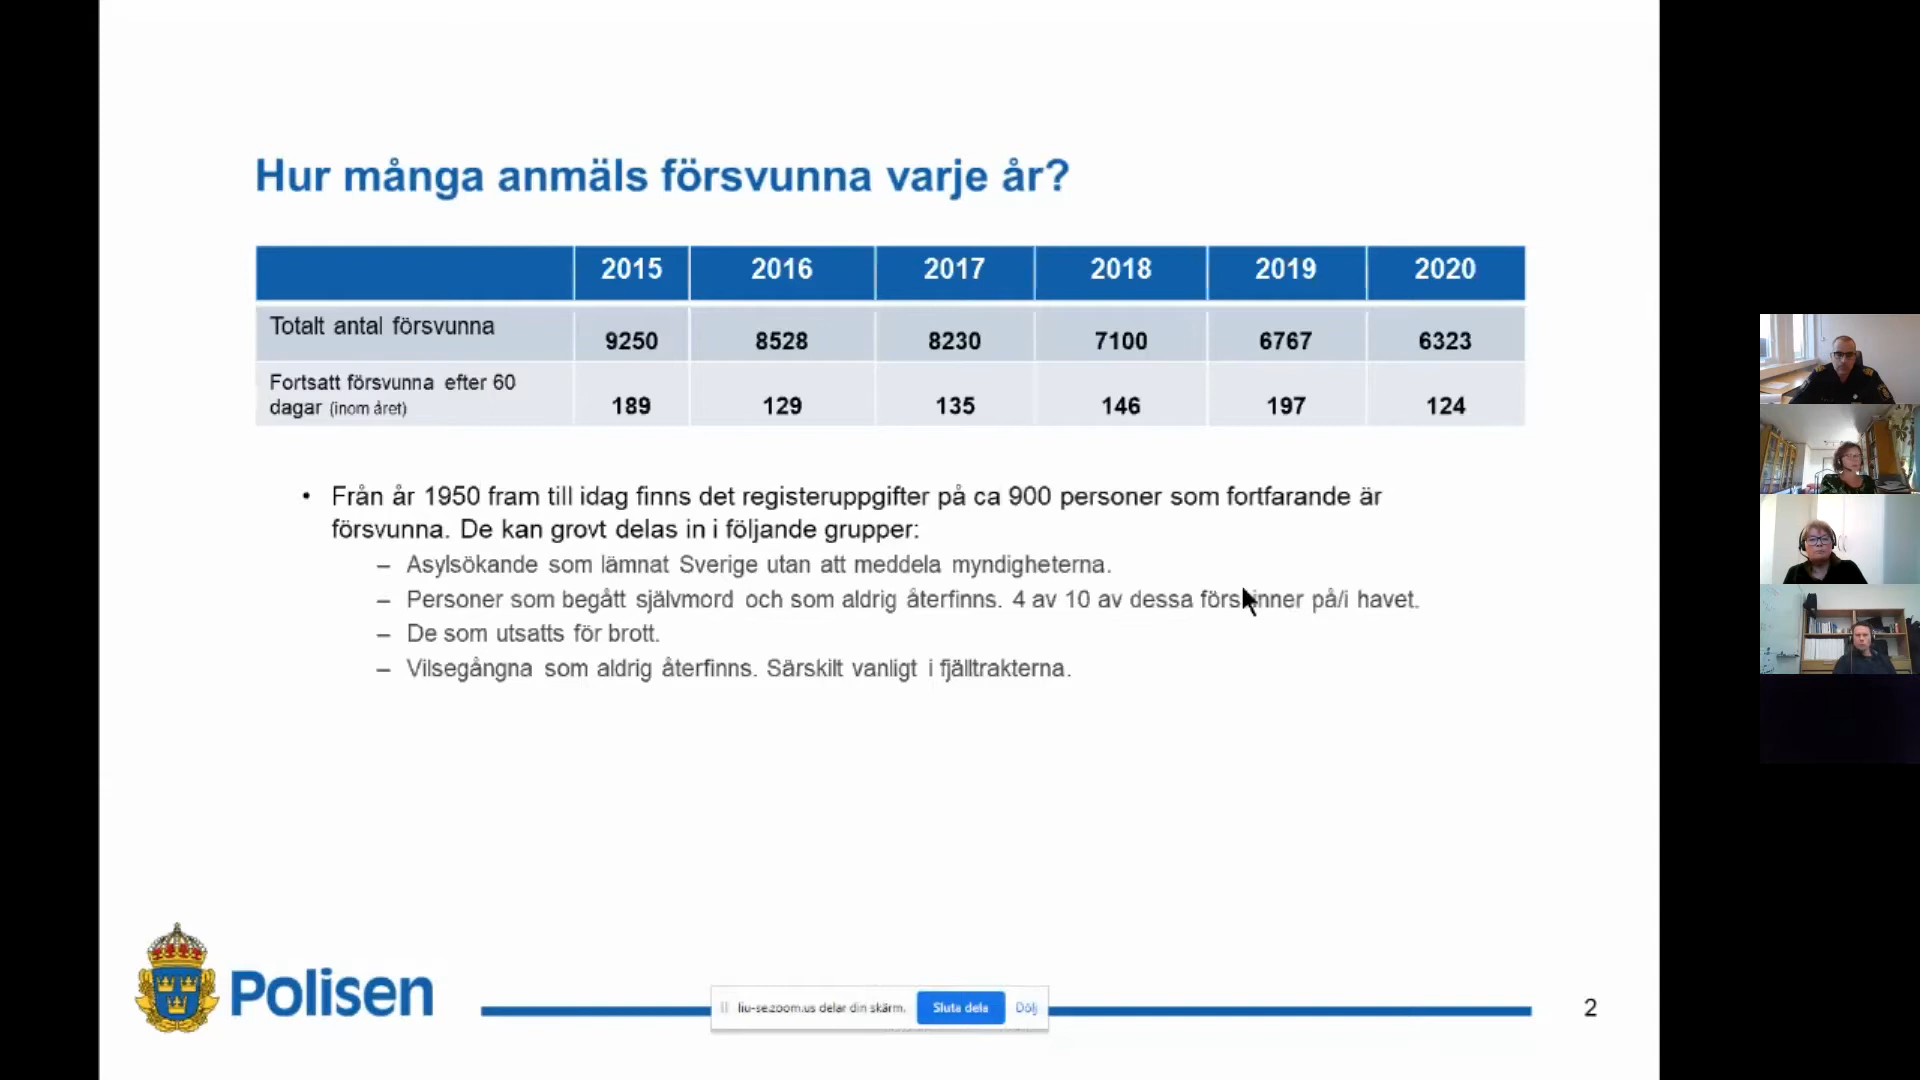 Hur många anmäls försvunna varje år?
2015 2016 2017 2018 2019 2020
Totalt antal försvunna 9250 8528 8230 7100 6767 6323
Fortsatt försvunna efter 60
dagar (inom året) 189 129 135 146 197 124
• Från år 1950 fram till idag finns det registeruppgifter på ca 900 personer som fortfarande är
försvunna. De kan grovt delas in i följande grupper:
– Asylsökande som lämnat Sverige utan att meddela myndigheterna.
– Personer som begått självmord och som aldrig återfinns. 4 av 10 av dessa försvinner på/i havet.
– De som utsatts för brott.
– Vilsegångna som aldrig återfinns. Särskilt vanligt i fjälltrakterna.
Polisen
liu-se.zoom.us delar din skärm. Sluta dela Dölj
2